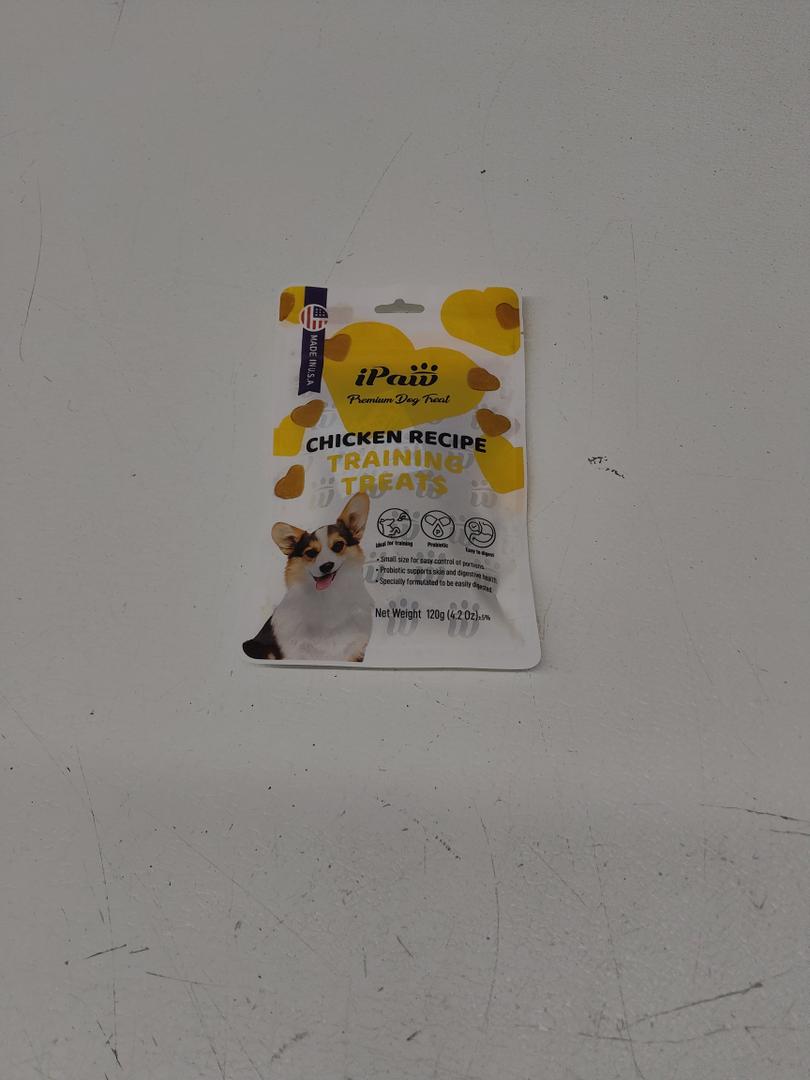 MADE IN U.S.A
iPaw
Premium Dog Treat
CHICKEN RECIPE
TRAINING
TREATS
Ideal for training
Probiotic
Easy to digest
• Small size for easy control of portions.
• Probiotic supports skin and digestive health.
• Specially formulated to be easily digested.
Net Weight 120g (4.2 Oz)±5%